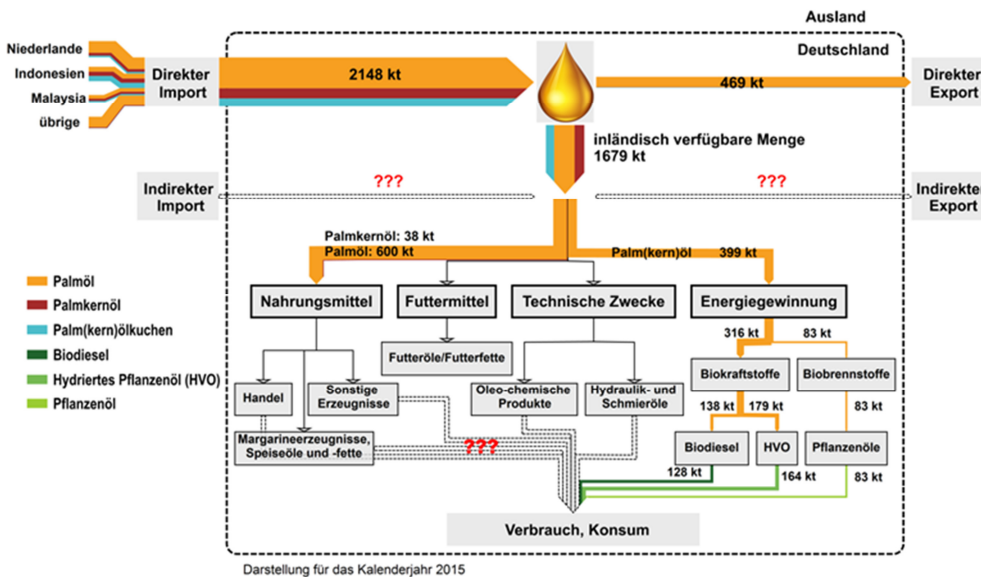 Ausland
Deutschland
Niederlande
Indonesien
Malaysia
übrige
Direkter
Import
2148 kt
469 kt
Direkter
Export
inländisch verfügbare Menge
1679 kt
Indirekter
Import
???
???
Indirekter
Export
Palmkernöl: 38 kt
Palmöl: 600 kt
Palm(kern)öl
399 kt
Palmöl
Palmkernöl
Palm(kern)ölkuchen
Biodiesel
Hydriertes Pflanzenöl (HVO)
Pflanzenöl
Nahrungsmittel
Futtermittel
Technische Zwecke
Energiegewinnung
316 kt
83 kt
Futteröle/Futterfette
Biokraftstoffe
Biobrennstoffe
Handel
Sonstige
Erzeugnisse
Oleo-chemische
Produkte
Hydraulik- und
Schmieröle
138 kt
179 kt
83 kt
Margarineerzeugnisse,
Speiseöle und -fette
???
Biodiesel
HVO
Pflanzenöle
128 kt
164 kt
83 kt
Verbrauch, Konsum
Darstellung für das Kalenderjahr 2015